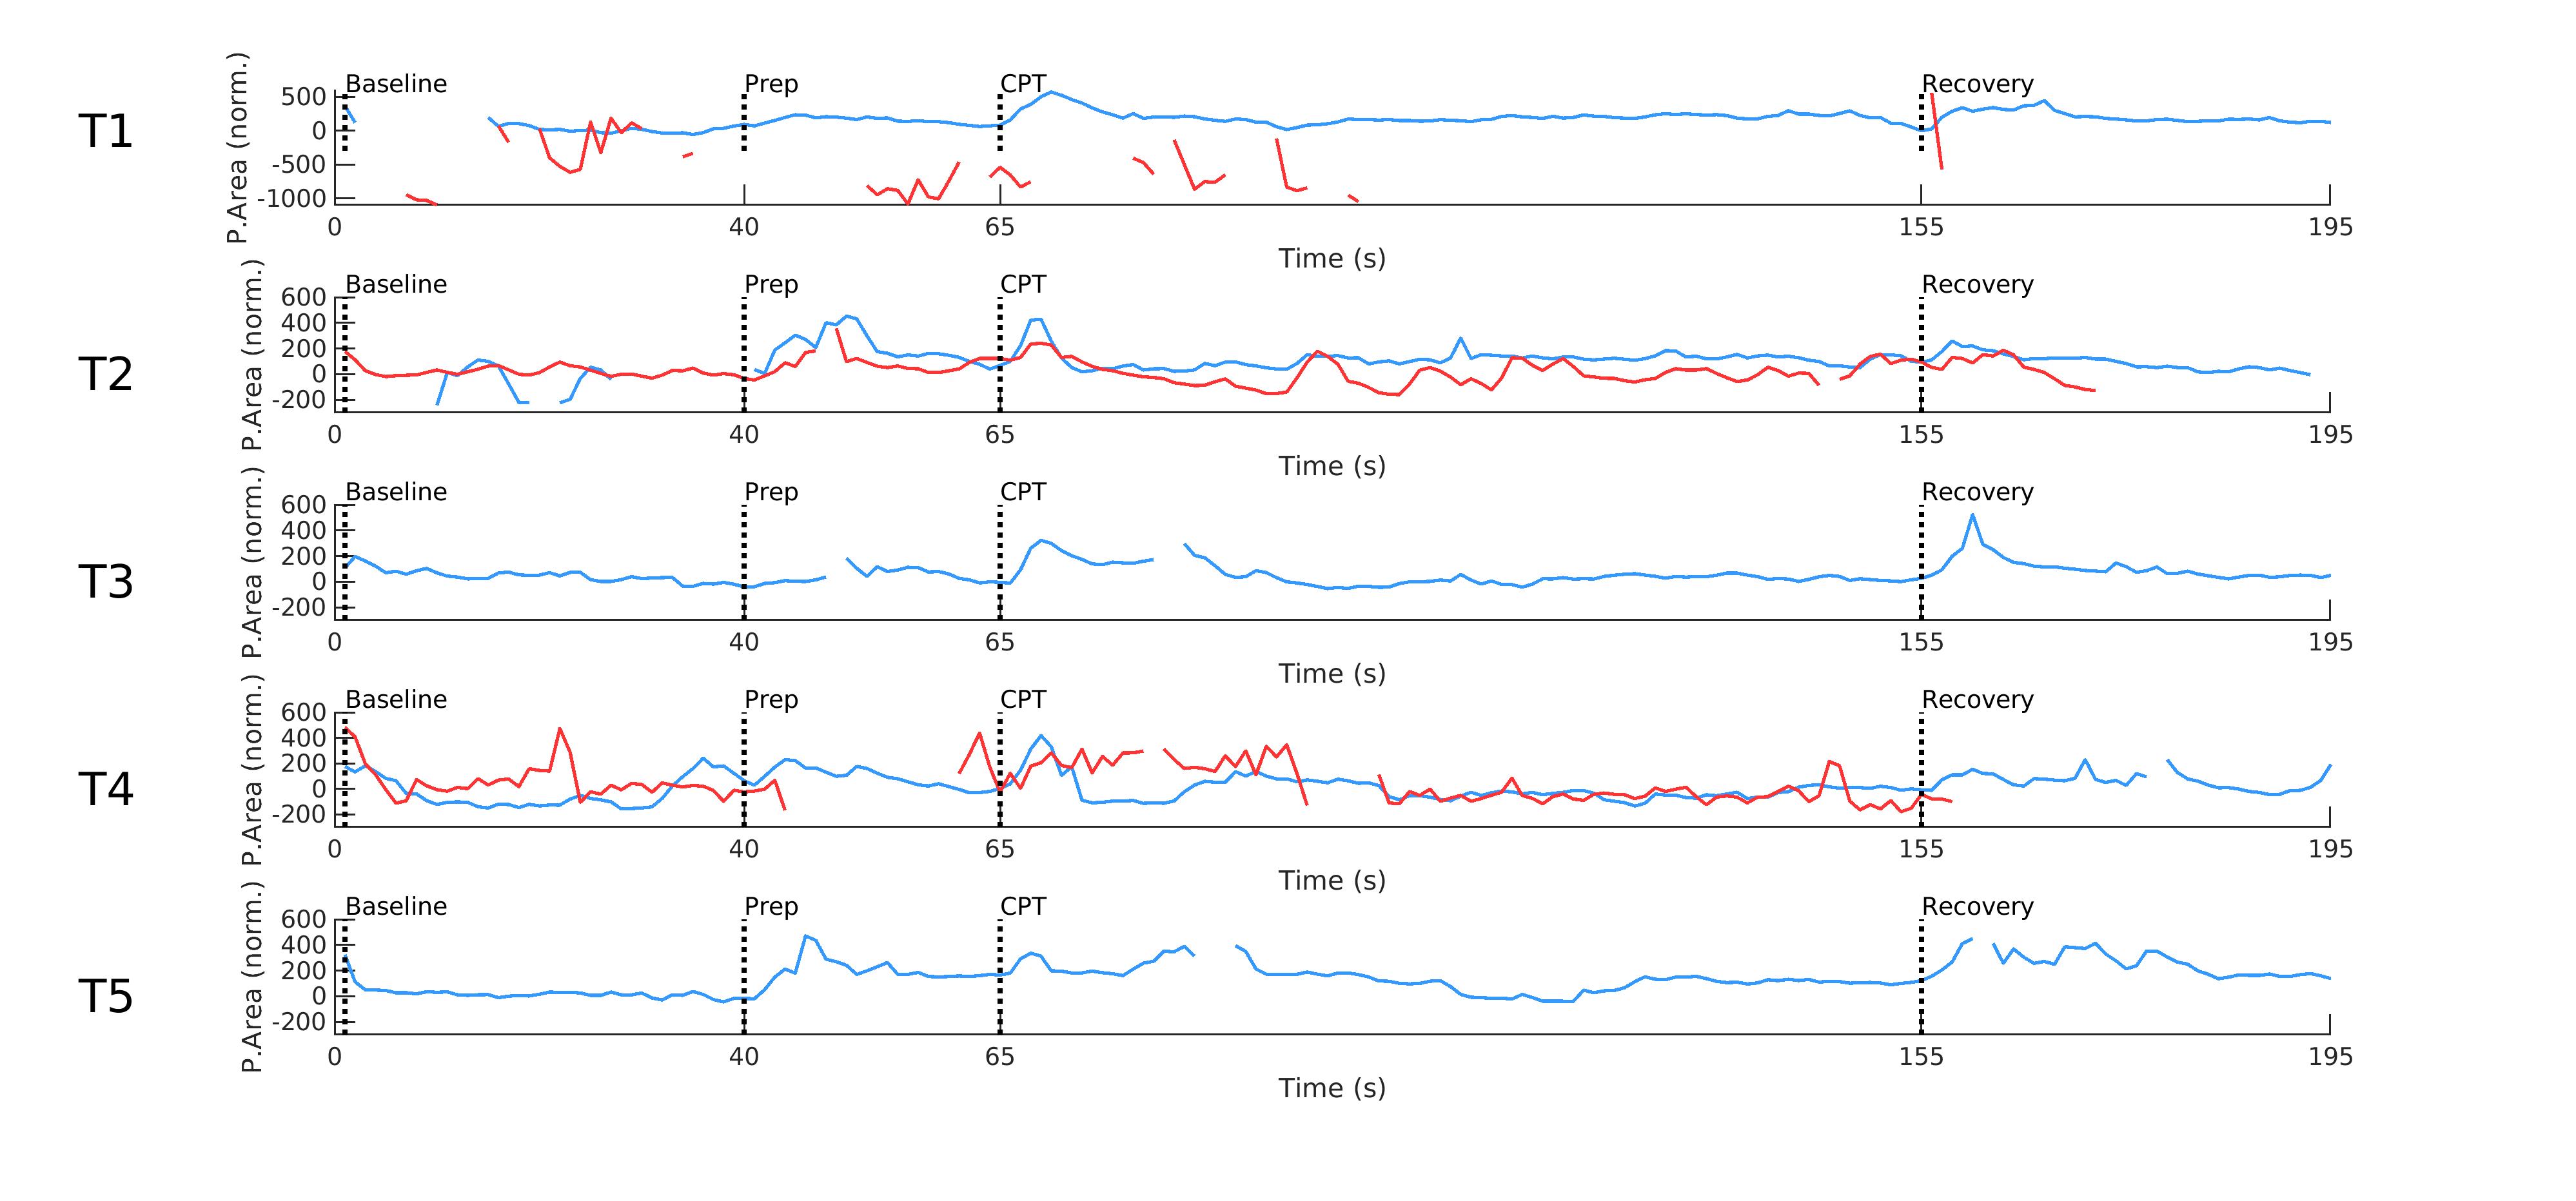 Baseline Prep CPT Recovery
T1
P.Area (norm.)
500
0
-500
-1000
0 40 65 155 195
Time (s)
Baseline Prep CPT Recovery
T2
P.Area (norm.)
600
400
200
0
-200
0 40 65 155 195
Time (s)
Baseline Prep CPT Recovery
T3
P.Area (norm.)
600
400
200
0
-200
0 40 65 155 195
Time (s)
Baseline Prep CPT Recovery
T4
P.Area (norm.)
600
400
200
0
-200
0 40 65 155 195
Time (s)
Baseline Prep CPT Recovery
T5
P.Area (norm.)
600
400
200
0
-200
0 40 65 155 195
Time (s)